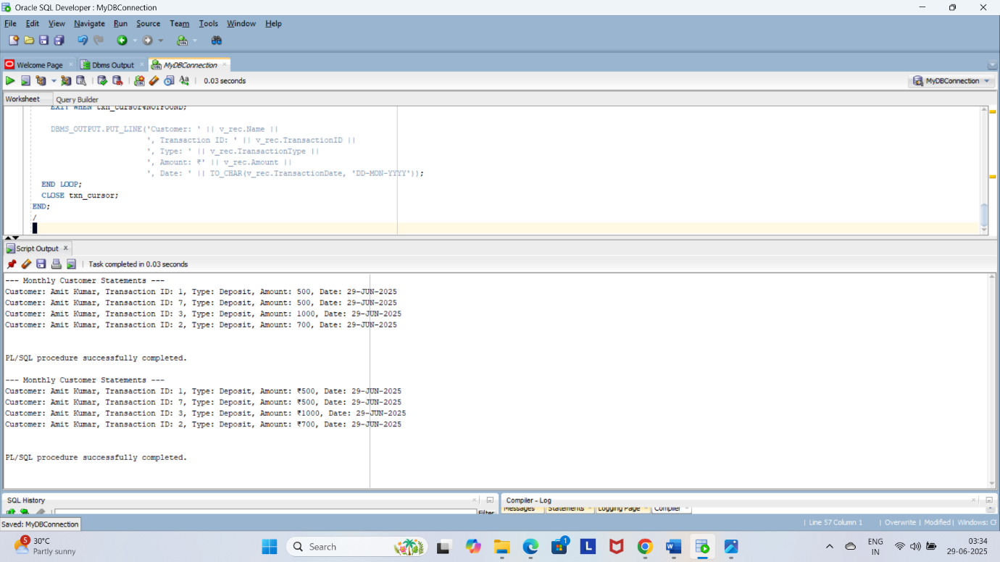 Oracle SQL Developer : MyDBConnection
File Edit View Navigate Run Source Team Tools Window Help
Welcome Page Dbms Output MyDBConnection
0.03 seconds MyDBConnection
Worksheet Query Builder
EXIT WHEN txn_cursor%NOTFOUND;
DBMS_OUTPUT.PUT_LINE('Customer: ' || v_rec.Name ||
', Transaction ID: ' || v_rec.TransactionID ||
', Type: ' || v_rec.TransactionType ||
', Amount: ₹' || v_rec.Amount ||
', Date: ' || TO_CHAR(v_rec.TransactionDate, 'DD-MON-YYYY'));
END LOOP;
CLOSE txn_cursor;
END;
/
Script Output x
Task completed in 0.03 seconds
--- Monthly Customer Statements ---
Customer: Amit Kumar, Transaction ID: 1, Type: Deposit, Amount: 500, Date: 29-JUN-2025
Customer: Amit Kumar, Transaction ID: 7, Type: Deposit, Amount: 500, Date: 29-JUN-2025
Customer: Amit Kumar, Transaction ID: 3, Type: Deposit, Amount: 1000, Date: 29-JUN-2025
Customer: Amit Kumar, Transaction ID: 2, Type: Deposit, Amount: 700, Date: 29-JUN-2025
PL/SQL procedure successfully completed.
--- Monthly Customer Statements ---
Customer: Amit Kumar, Transaction ID: 1, Type: Deposit, Amount: ₹500, Date: 29-JUN-2025
Customer: Amit Kumar, Transaction ID: 7, Type: Deposit, Amount: ₹500, Date: 29-JUN-2025
Customer: Amit Kumar, Transaction ID: 3, Type: Deposit, Amount: ₹1000, Date: 29-JUN-2025
Customer: Amit Kumar, Transaction ID: 2, Type: Deposit, Amount: ₹700, Date: 29-JUN-2025
PL/SQL procedure successfully completed.
SQL History Compiler - Log
Filter Messages Statements Logging Page Compiler
Saved: MyDBConnection | Line 57 Column 1 | Overwrite | Modified | Windows:
5 30°C
Partly sunny
Search
1
ENG
IN
03:34
29-06-2025